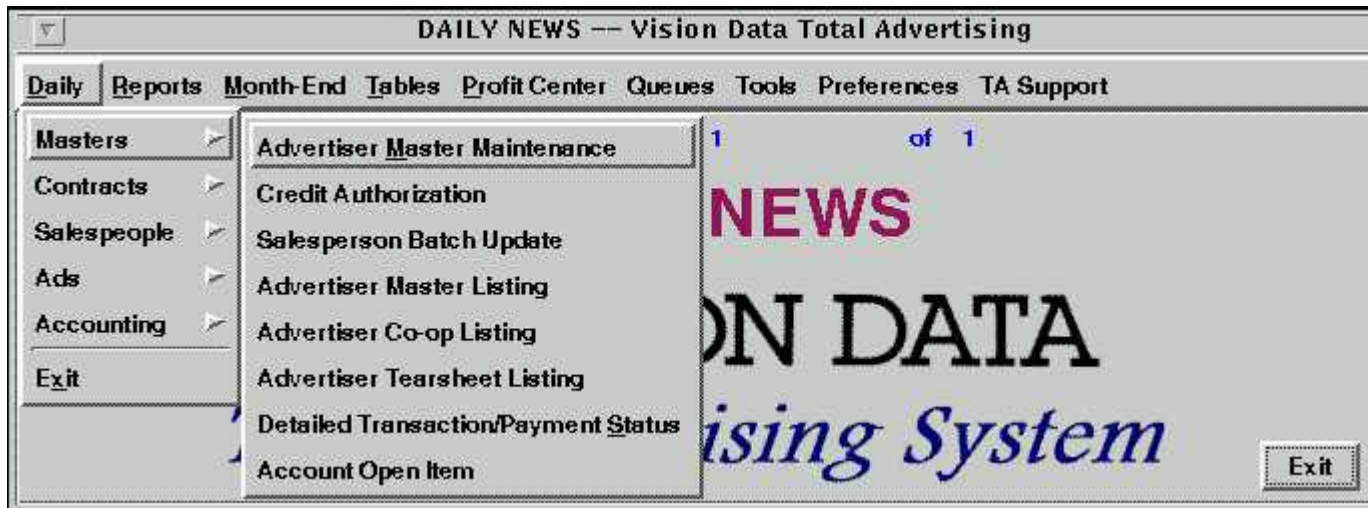 DAILY NEWS -- Vision Data Total Advertising
Daily Reports Month-End Tables Profit Center Queues Tools Preferences TA Support
Masters
Contracts
Salespeople
Ads
Accounting
Exit
Advertiser Master Maintenance
Credit Authorization
Salesperson Batch Update
Advertiser Master Listing
Advertiser Co-op Listing
Advertiser Tearsheet Listing
Detailed Transaction/Payment Status
Account Open Item
1 of 1
NEWS
ON DATA
ising System
Exit